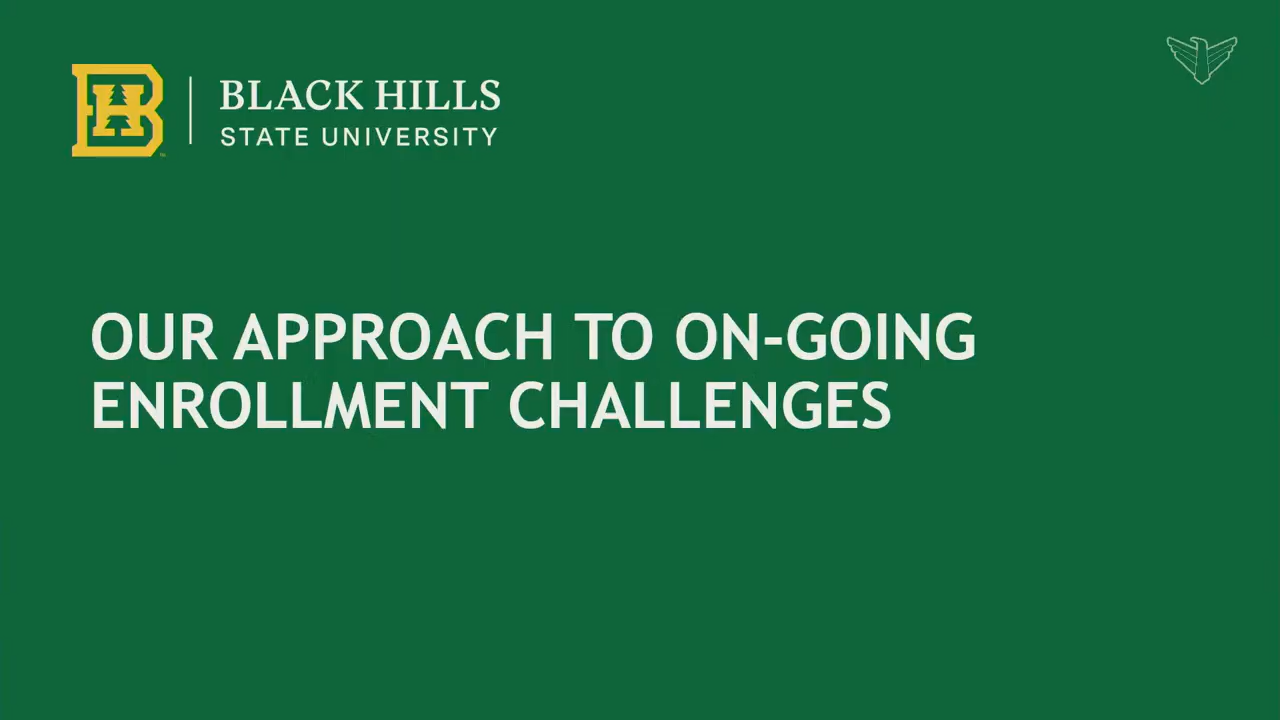 BLACK HILLS
STATE UNIVERSITY
OUR APPROACH TO ON-GOING
ENROLLMENT CHALLENGES